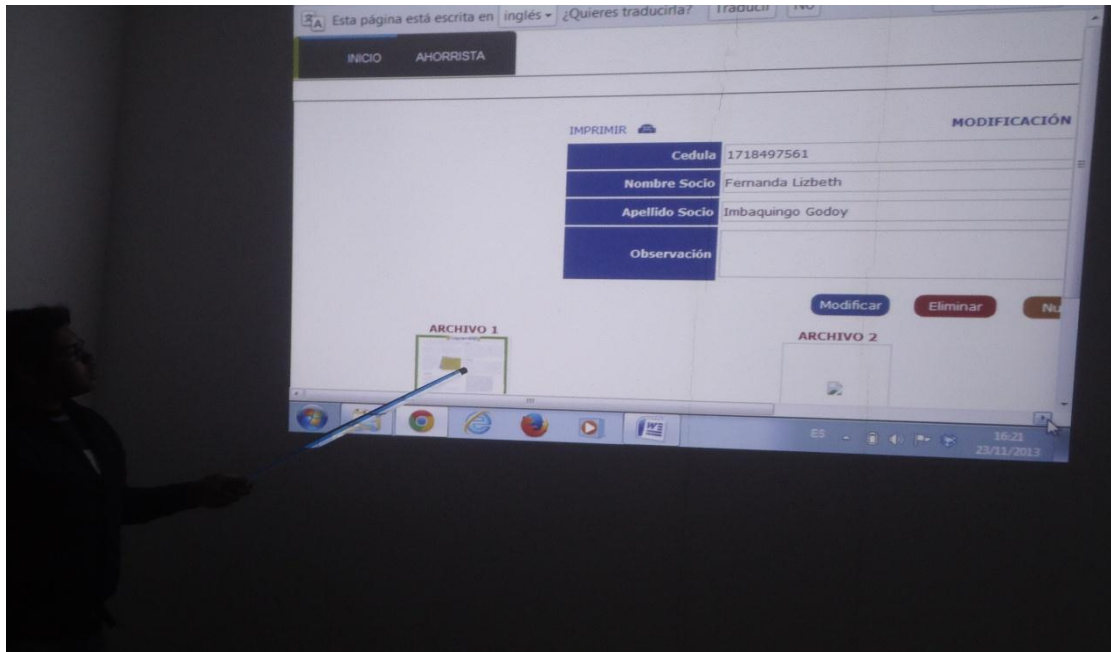 Esta página está escrita en inglés ¿Quieres traducirla? Traducir No
INICIO AHORRISTA
IMPRIMIR MODIFICACIÓN
Cedula 1718497561
Nombre Socio Fernanda Lizbeth
Apellido Socio Imbaquingo Godoy
Observación
Modificar Eliminar Nu
ARCHIVO 1 ARCHIVO 2
ES 16:21
23/11/2013